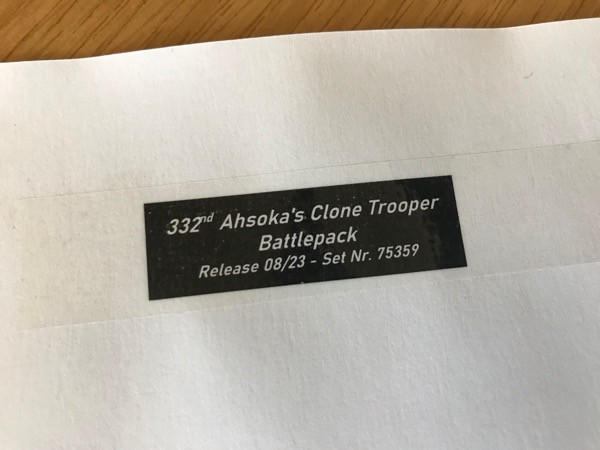 332nd Ahsoka's Clone Trooper
Battlepack
Release 08/23 - Set Nr. 75359